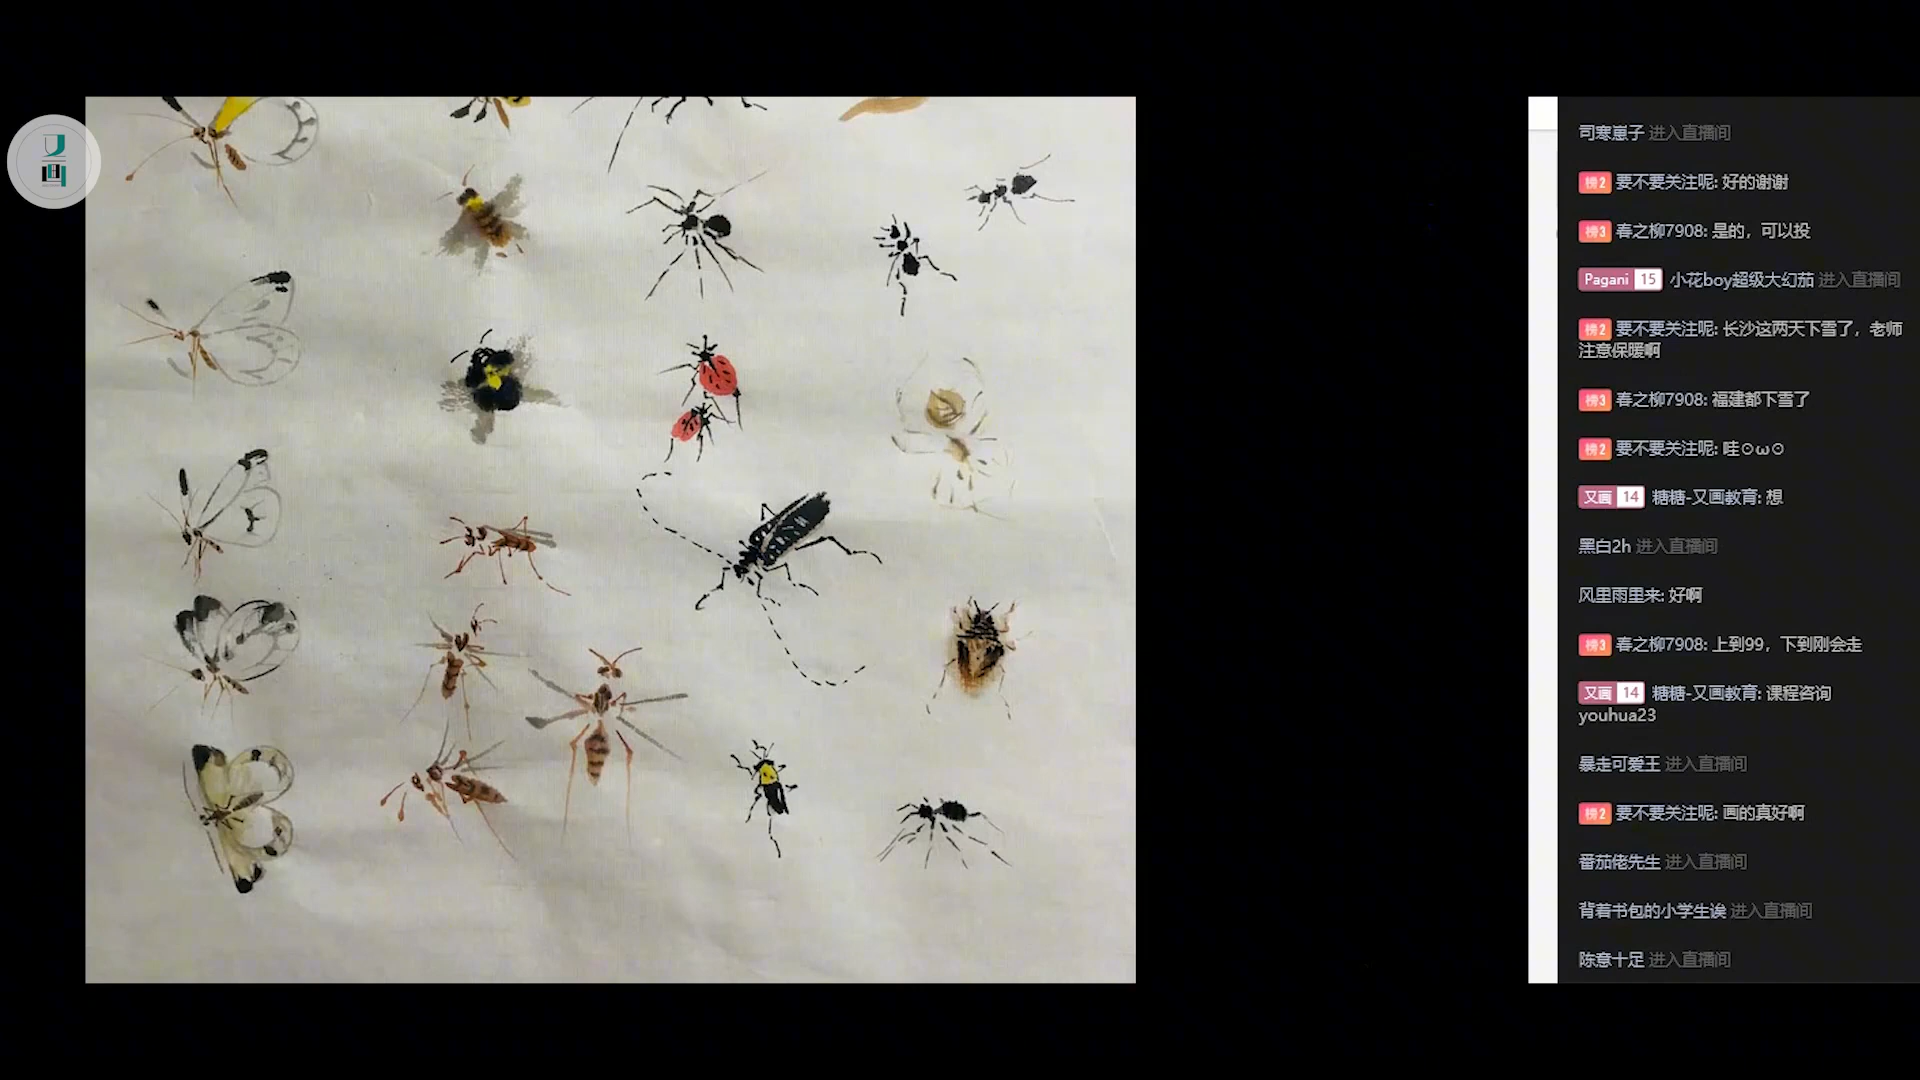 又画
司寒崽子 进入直播间
榜2 要不要关注呢: 好的谢谢
榜3 春之柳7908: 是的，可以投
Pagani 15 小花boy超级大幻茄 进入直播间
榜2 要不要关注呢: 长沙这两天下雪了，老师
注意保暖啊
榜3 春之柳7908: 福建都下雪了
榜2 要不要关注呢: 哇⊙ω⊙
又画 14 糖糖-又画教育: 想
黑白2h 进入直播间
风里雨里来: 好啊
榜3 春之柳7908: 上到99，下到刚会走
又画 14 糖糖-又画教育: 课程咨询
youhua23
暴走可爱王 进入直播间
榜2 要不要关注呢: 画的真好啊
番茄佬先生 进入直播间
背着书包的小学生诶 进入直播间
陈意十足 进入直播间